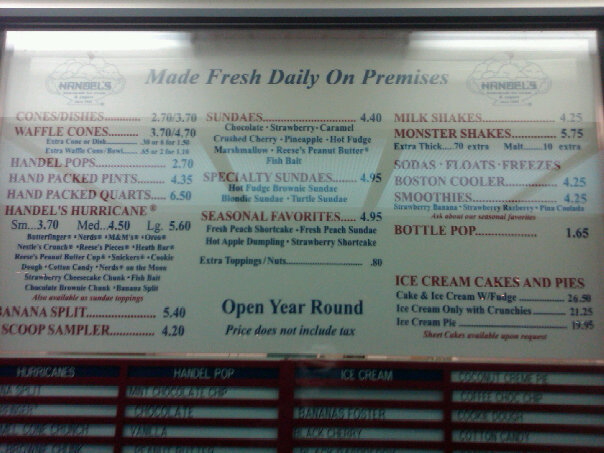 HANDEL'S
Made Fresh Daily On Premises
HANDEL'S
CONES/DISHES 2.70/3.70
WAFFLE CONES 3.70/4.70
Extra Cone or Dish .30 or 6 for 1.50
Extra Waffle Cone/Bowl .65 or 2 for 1.10
HANDEL POPS 2.70
HAND PACKED PINTS 4.35
HAND PACKED QUARTS 6.50
HANDEL'S HURRICANE®
Sm...3.70 Med...4.50 Lg. 5.60
Butterfinger® • Nerds® •M&M's® • Oreo®
Nestle's Crunch® • Reese's Pieces® • Heath Bar®
Reese's Peanut Butter Cup® • Snickers® • Cookie
Dough • Cotton Candy • Nerds® on the Moon
Strawberry Cheesecake Chunk • Fish Bait
Chocolate Brownie Chunk • Banana Split
Also available as sundae toppings
BANANA SPLIT 5.40
SCOOP SAMPLER 4.20
SUNDAES 4.40
Chocolate • Strawberry • Caramel
Crushed Cherry • Pineapple • Hot Fudge
Marshmallow • Reese's Peanut Butter®
Fish Bait
SPECIALTY SUNDAES 4.95
Hot Fudge Brownie Sundae
Blondie Sundae • Turtle Sundae
SEASONAL FAVORITES 4.95
Fresh Peach Shortcake • Fresh Peach Sundae
Hot Apple Dumpling • Strawberry Shortcake
Extra Toppings/Nuts .80
Open Year Round
Price does not include tax
MILK SHAKES 4.25
MONSTER SHAKES 5.75
Extra Thick....70 extra Malt....10 extra
SODAS • FLOATS • FREEZES
BOSTON COOLER 4.25
SMOOTHIES 4.25
Strawberry Banana • Strawberry Razberry • Pina Coolada
Ask about our seasonal favorites
BOTTLE POP 1.65
ICE CREAM CAKES AND PIES
Cake & Ice Cream W/Fudge 26.50
Ice Cream Only with Crunchies 21.25
Ice Cream Pie 19.95
Sheet Cakes available upon request
HURRICANES
HANDEL POP
MINT CHOCOLATE CHIP
CHOCOLATE
VANILLA
PEANUT BUTTER
ICE CREAM
BANANAS FOSTER
BLACK CHERRY
COCONUT CREME PIE
COFFEE CHOC CHIP
COOKIE DOUGH
COTTON CANDY